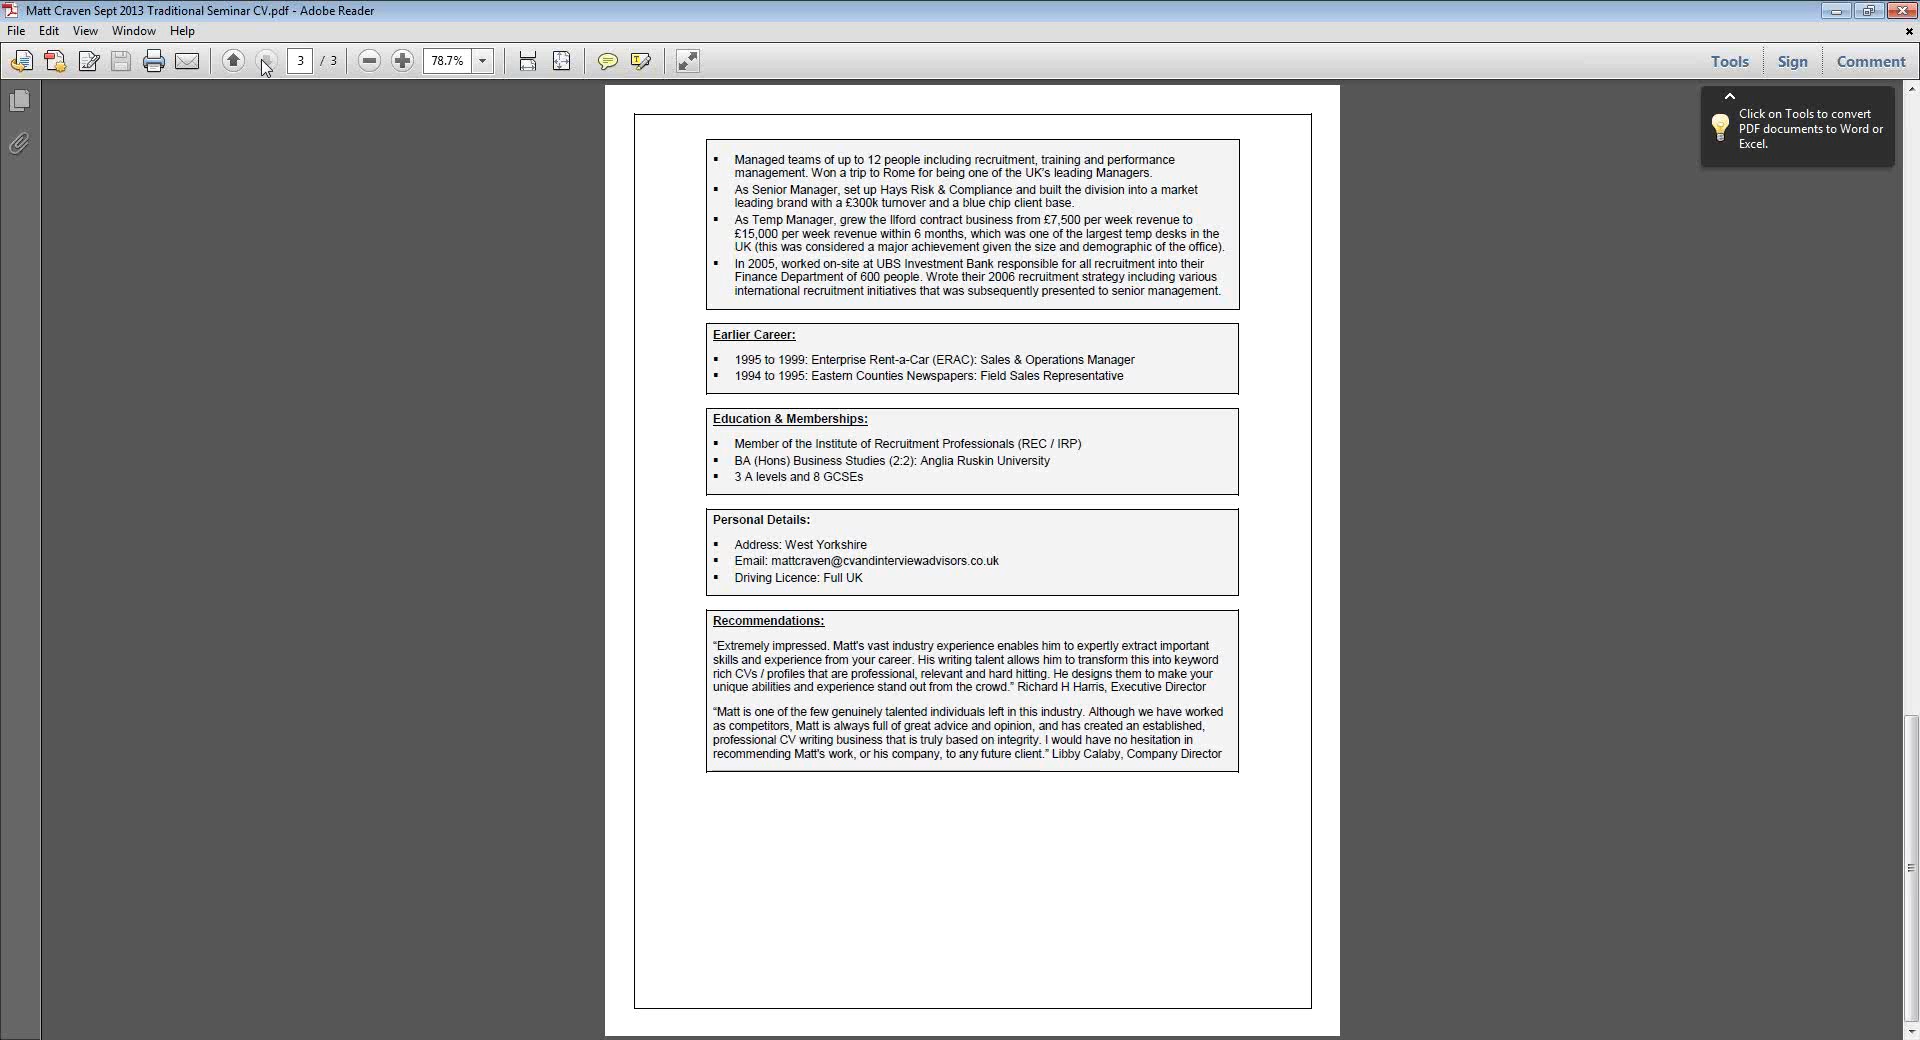 Matt Craven Sept 2013 Traditional Seminar CV.pdf - Adobe Reader
File Edit View Window Help
3 / 3 78.7% Tools Sign Comment
Click on Tools to convert
PDF documents to Word or
Excel.
▪ Managed teams of up to 12 people including recruitment, training and performance
management. Won a trip to Rome for being one of the UK's leading Managers.
▪ As Senior Manager, set up Hays Risk & Compliance and built the division into a market
leading brand with a £300k turnover and a blue chip client base.
▪ As Temp Manager, grew the Ilford contract business from £7,500 per week revenue to
£15,000 per week revenue within 6 months, which was one of the largest temp desks in the
UK (this was considered a major achievement given the size and demographic of the office).
▪ In 2005, worked on-site at UBS Investment Bank responsible for all recruitment into their
Finance Department of 600 people. Wrote their 2006 recruitment strategy including various
international recruitment initiatives that was subsequently presented to senior management.
Earlier Career:
▪ 1995 to 1999: Enterprise Rent-a-Car (ERAC): Sales & Operations Manager
▪ 1994 to 1995: Eastern Counties Newspapers: Field Sales Representative
Education & Memberships:
▪ Member of the Institute of Recruitment Professionals (REC / IRP)
▪ BA (Hons) Business Studies (2:2): Anglia Ruskin University
▪ 3 A levels and 8 GCSEs
Personal Details:
▪ Address: West Yorkshire
▪ Email: mattcraven@cvandinterviewadvisors.co.uk
▪ Driving Licence: Full UK
Recommendations:
“Extremely impressed. Matt's vast industry experience enables him to expertly extract important
skills and experience from your career. His writing talent allows him to transform this into keyword
rich CVs / profiles that are professional, relevant and hard hitting. He designs them to make your
unique abilities and experience stand out from the crowd.” Richard H Harris, Executive Director
“Matt is one of the few genuinely talented individuals left in this industry. Although we have worked
as competitors, Matt is always full of great advice and opinion, and has created an established,
professional CV writing business that is truly based on integrity. I would have no hesitation in
recommending Matt's work, or his company, to any future client.” Libby Calaby, Company Director